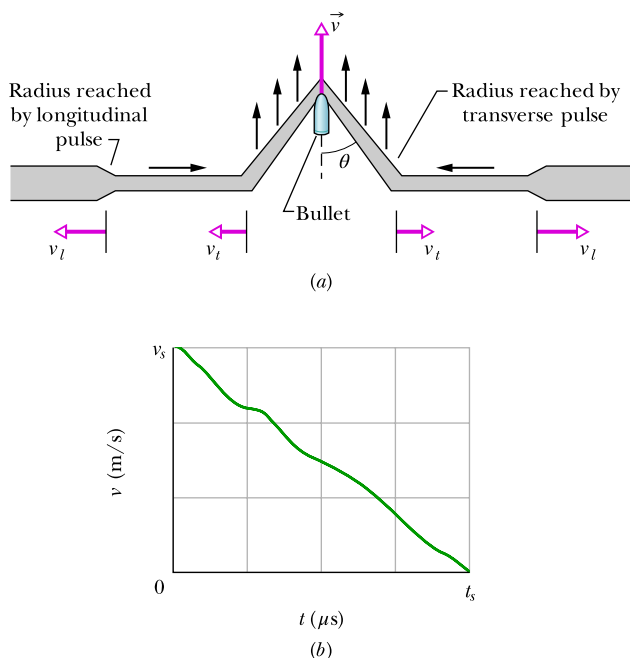 v⃗
Radius reached
by longitudinal
pulse
Radius reached by
transverse pulse
θ
Bullet
v_l
v_t
v_t
v_l
(a)
v_s
v (m/s)
0
t_s
t (μs)
(b)